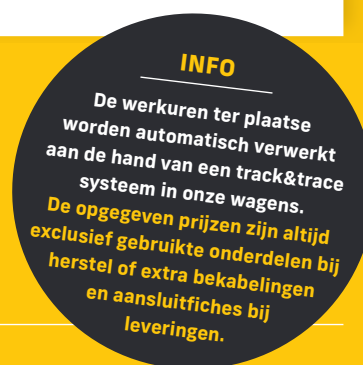 INFO
De werkuren ter plaatse
worden automatisch verwerkt
aan de hand van een track&trace
systeem in onze wagens.
De opgegeven prijzen zijn altijd
exclusief gebruikte onderdelen bij
herstel of extra bekabelingen
en aansluitfiches bij
leveringen.